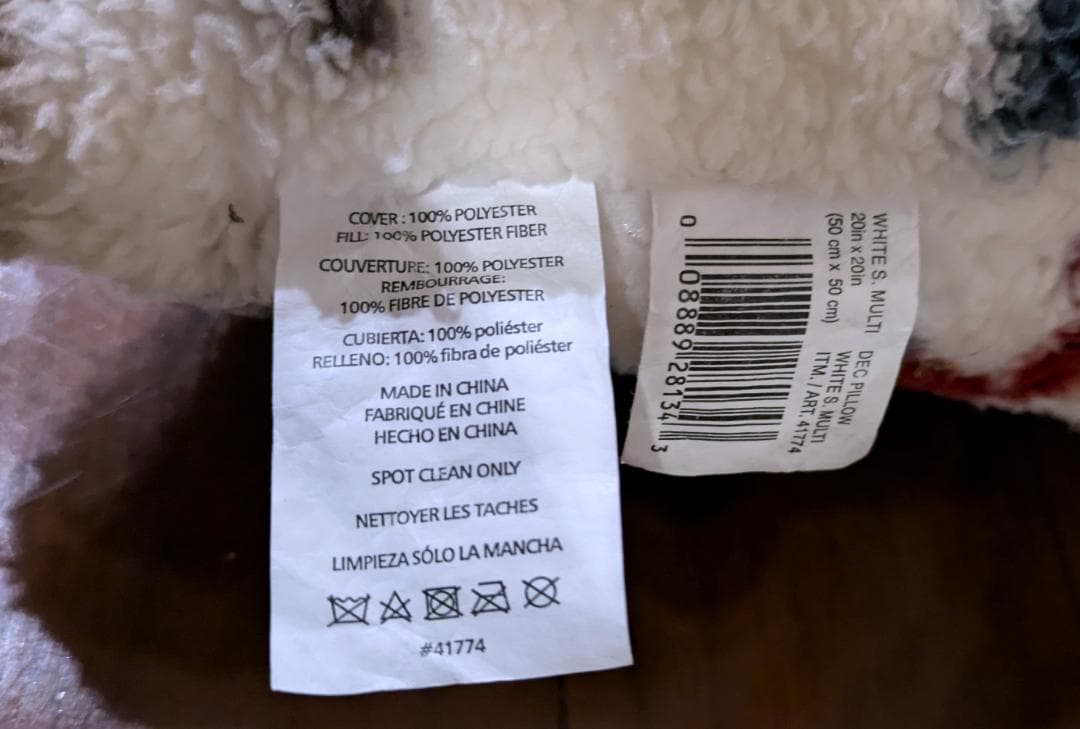 COVER : 100% POLYESTER
FILL: 100% POLYESTER FIBER
COUVERTURE: 100% POLYESTER
REMBOURRAGE:
100% FIBRE DE POLYESTER
CUBIERTA: 100% poliéster
RELLENO: 100% fibra de poliéster
MADE IN CHINA
FABRIQUÉ EN CHINE
HECHO EN CHINA
SPOT CLEAN ONLY
NETTOYER LES TACHES
LIMPIEZA SÓLO LA MANCHA
#41774
WHITE S. MULTI
20in x 20in
(50 cm x 50 cm)
DEC PILLOW
WHITE S. MULTI
ITM. / ART. 41774
0 08889 28134 3